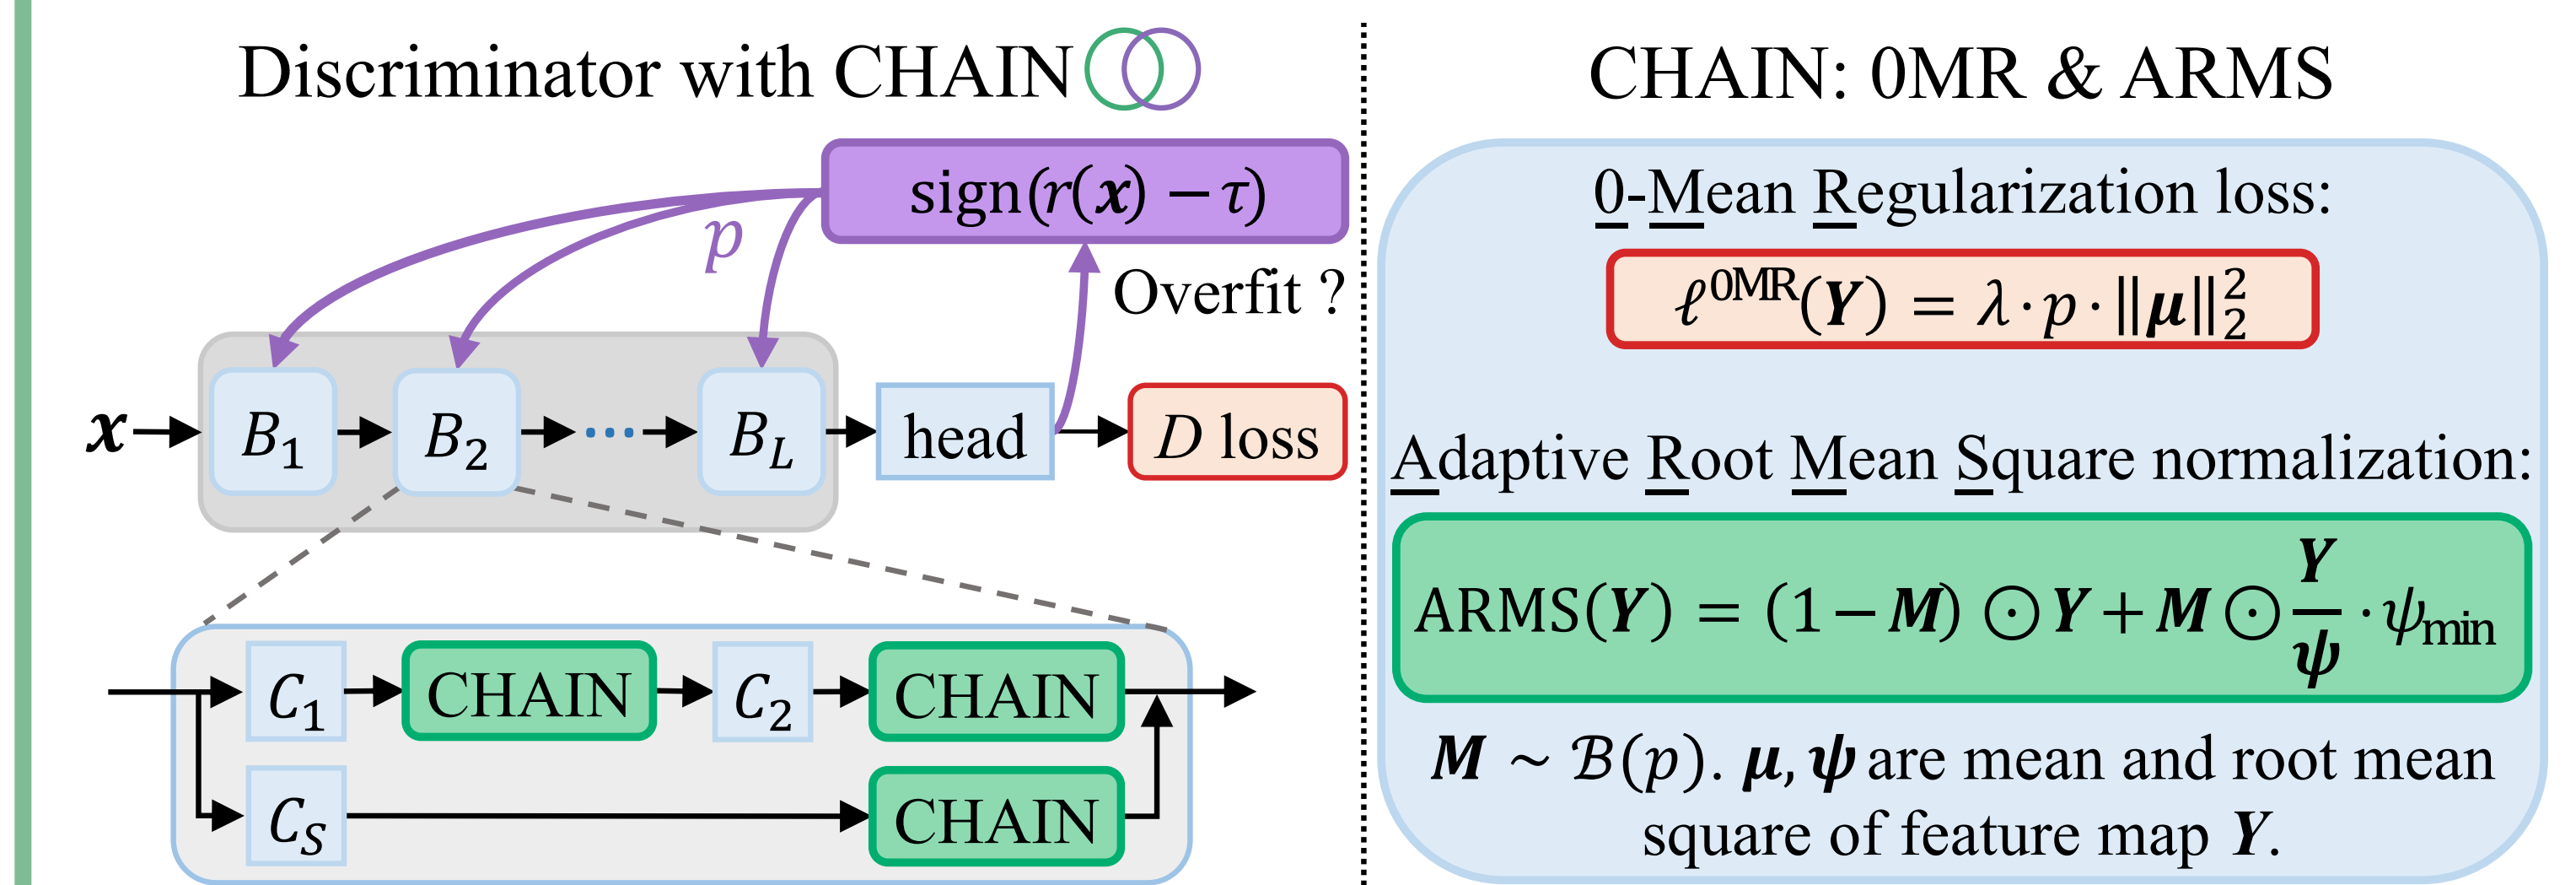 Discriminator with CHAIN
sign(r(x) − τ)
p
Overfit ?
x
B₁
B₂
...
B_L
head
D loss
C₁
CHAIN
C₂
CHAIN
C_S
CHAIN
CHAIN: 0MR & ARMS
0-Mean Regularization loss:
ℓ^0MR(Y) = λ · p · ‖μ‖₂²
Adaptive Root Mean Square normalization:
ARMS(Y) = (1 − M) ⊙ Y + M ⊙ Y/ψ · ψ_min
M ~ ℬ(p). μ, ψ are mean and root mean
square of feature map Y.